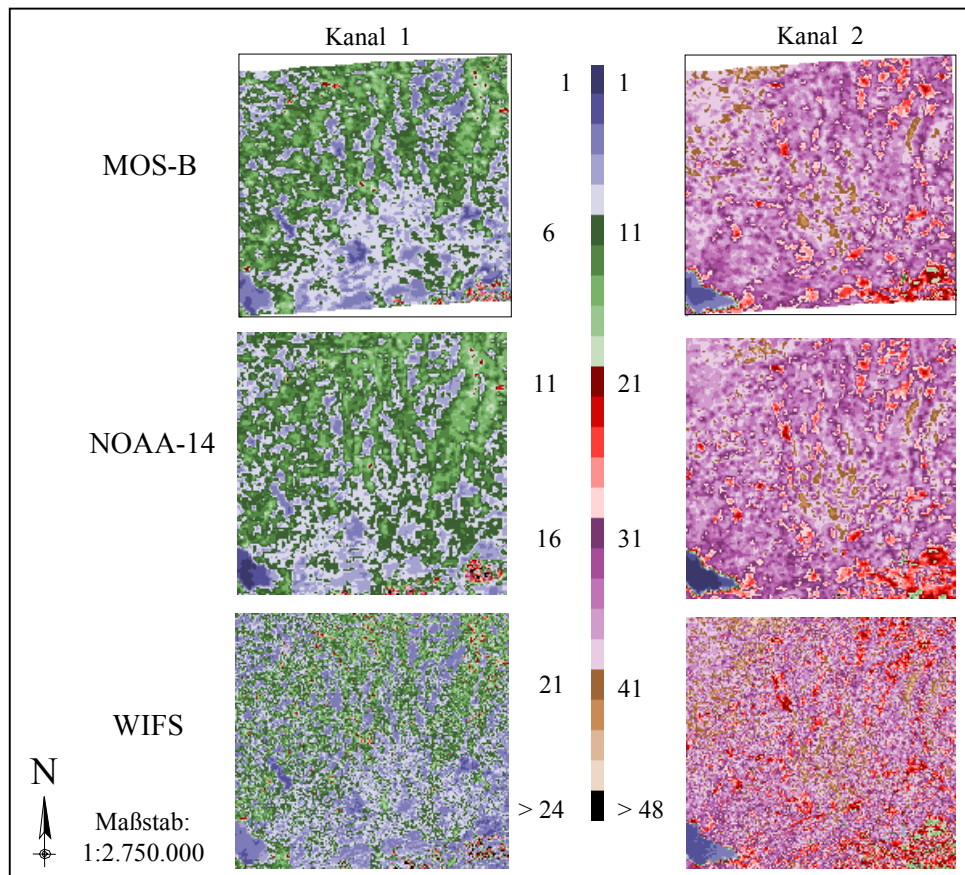 Kanal 1
Kanal 2
1 1
MOS-B
6 11
11 21
NOAA-14
16 31
21 41
WIFS
N
> 24 > 48
Maßstab:
1:2.750.000